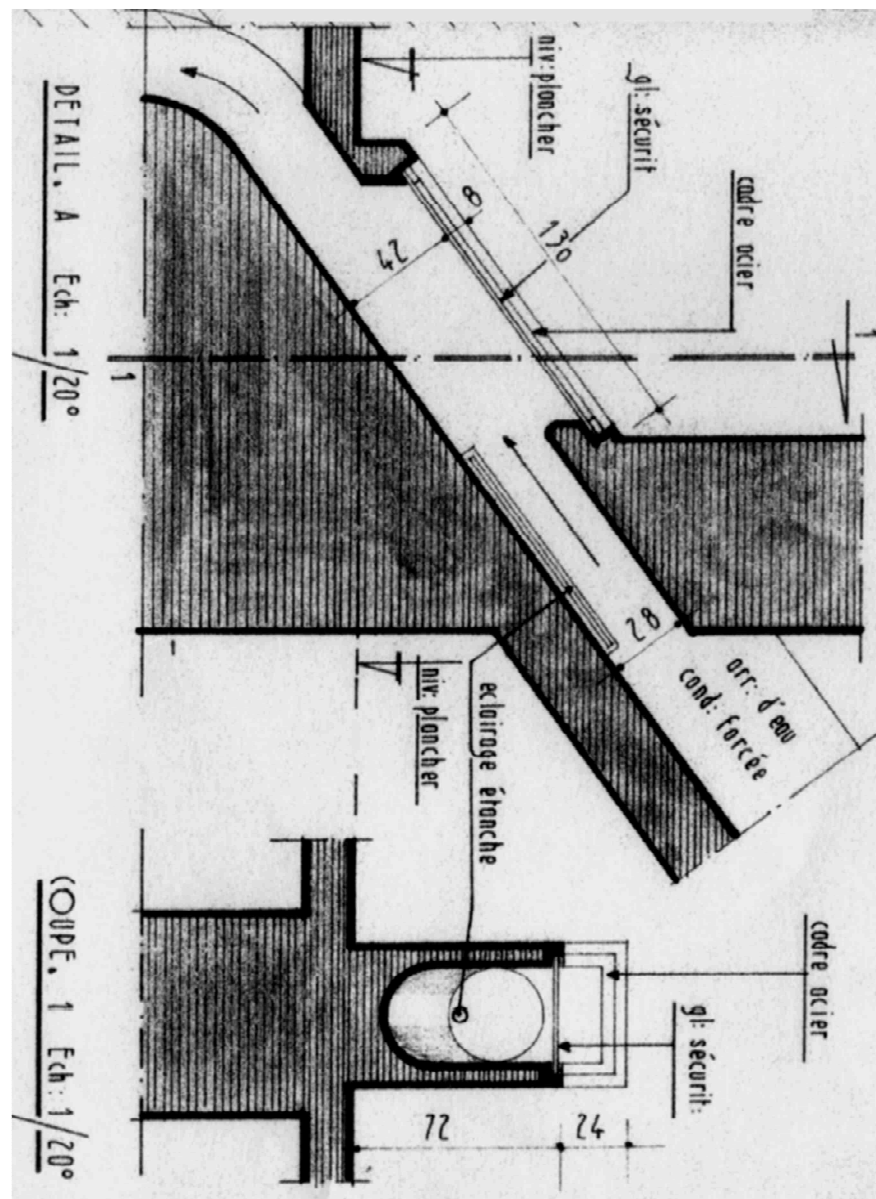 1
cadre acier
gl: sécurit
niv: plancher
130
8
42
28
arr: d'eau
cond: forcée
1
DETAIL. A Ech: 1/20°
niv: plancher
eclairage étanche
cadre acier
gl: sécurit:
24
72
COUPE. 1 Ech: 1/20°